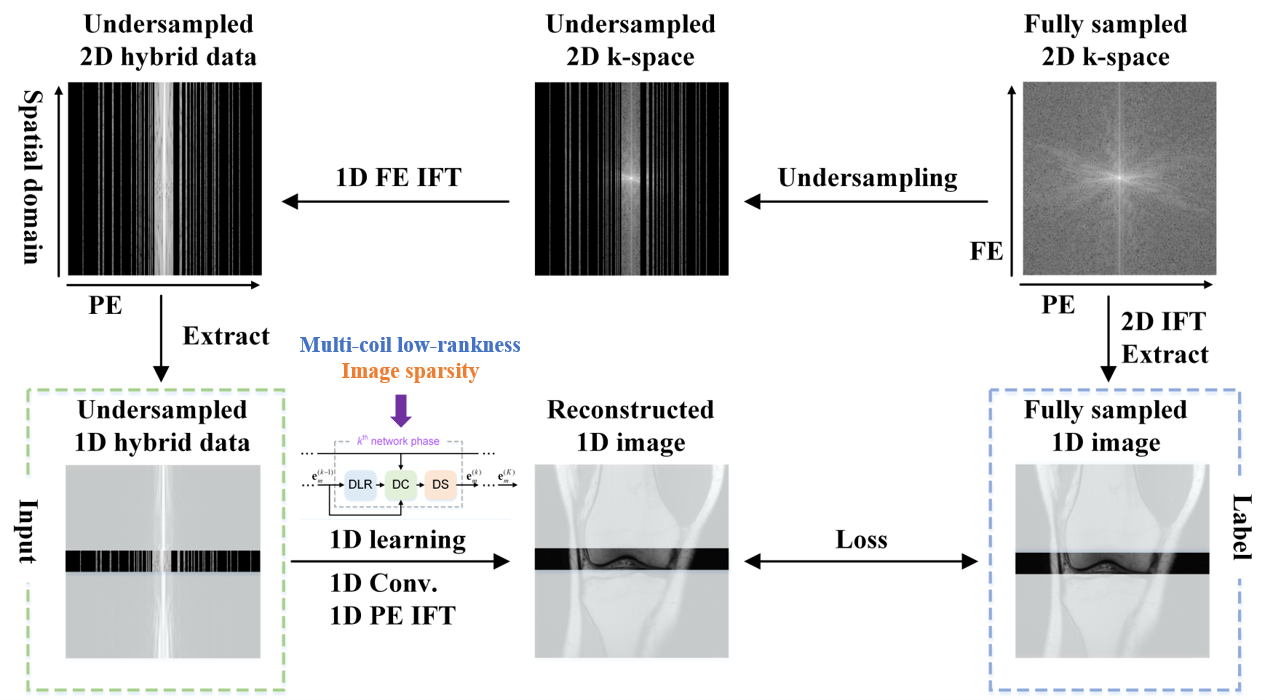 Undersampled
2D hybrid data
Undersampled
2D k-space
Fully sampled
2D k-space
Spatial domain
PE
1D FE IFT
Undersampling
FE
PE
Extract
2D IFT
Extract
Multi-coil low-rankness
Image sparsity
Input
Undersampled
1D hybrid data
kth network phase
··· ···
··· e_m^(k-1) DLR DC DS e_m^(k) ··· e_m^(K)
1D learning
1D Conv.
1D PE IFT
Reconstructed
1D image
Loss
Fully sampled
1D image
Label